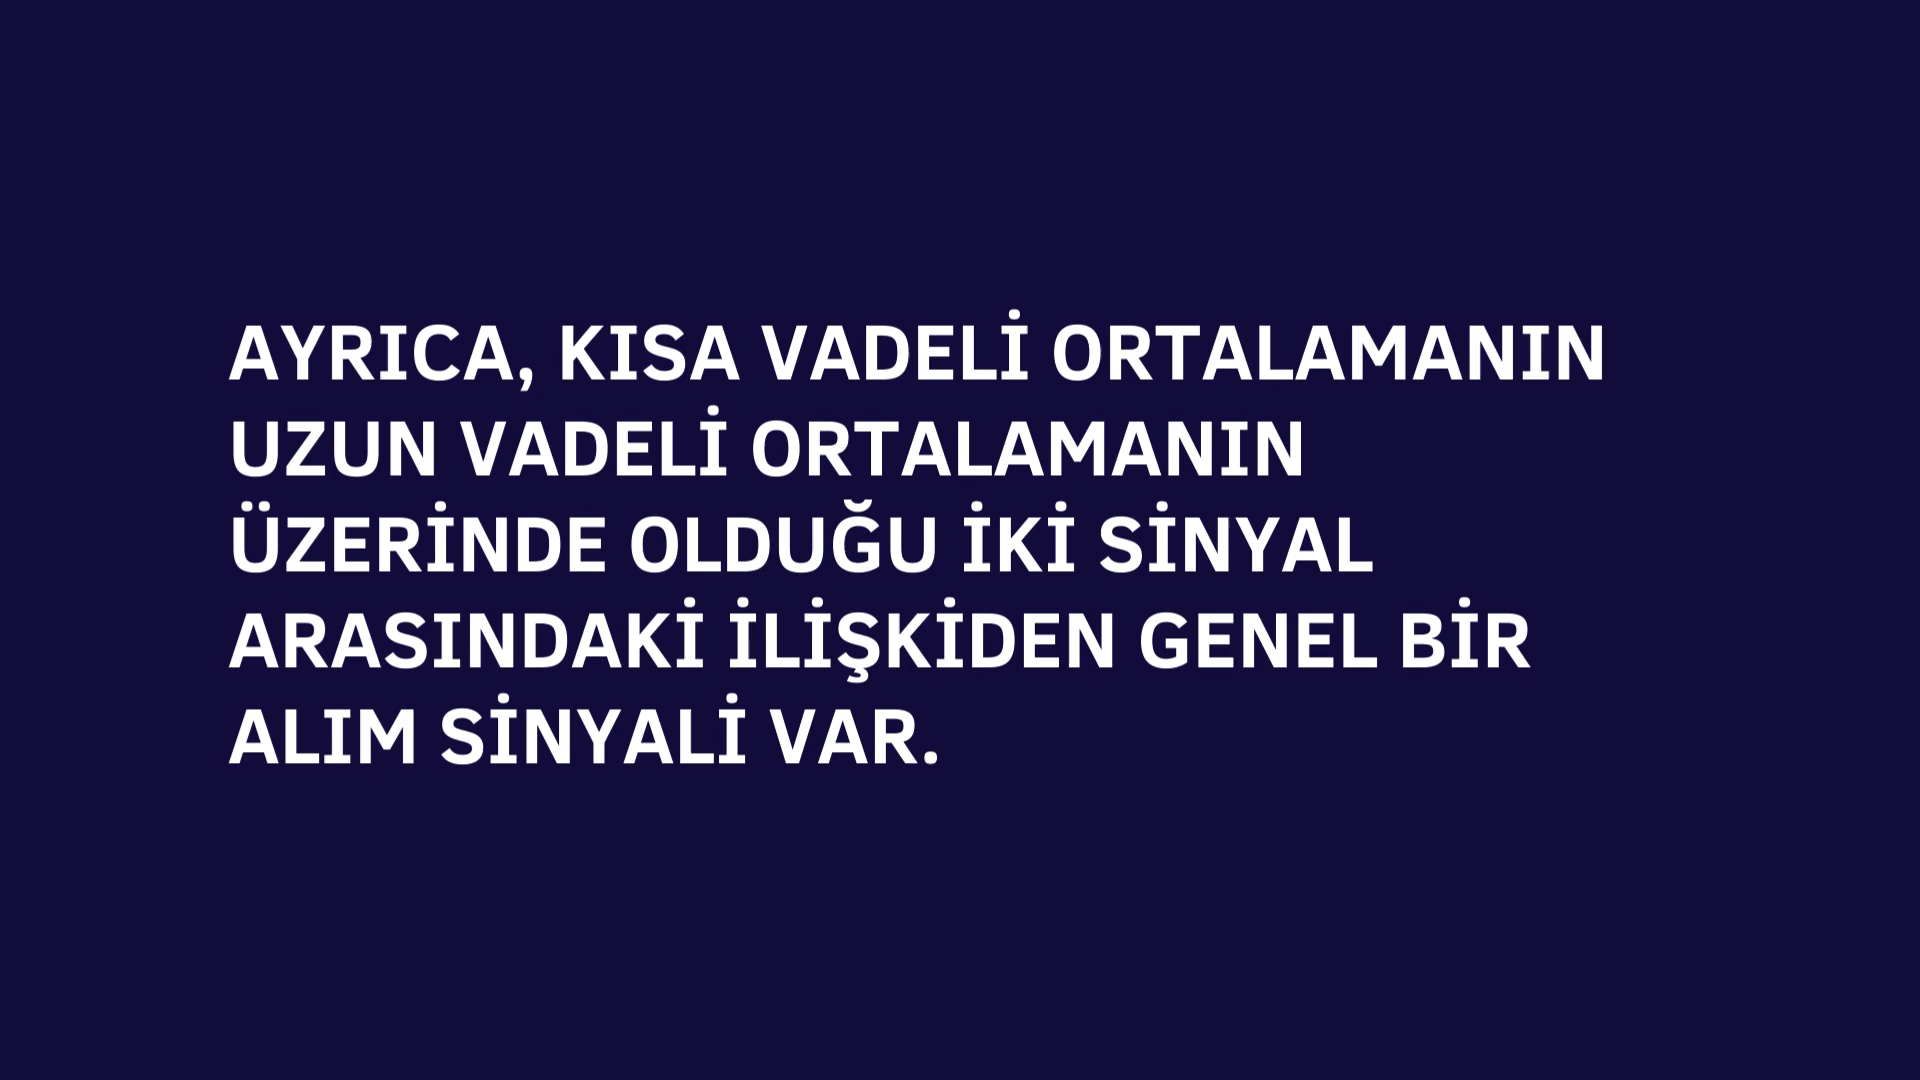 AYRICA, KISA VADELİ ORTALAMANIN
UZUN VADELİ ORTALAMANIN
ÜZERİNDE OLDUĞU İKİ SİNYAL
ARASINDAKİ İLİŞKİDEN GENEL BİR
ALIM SİNYALİ VAR.